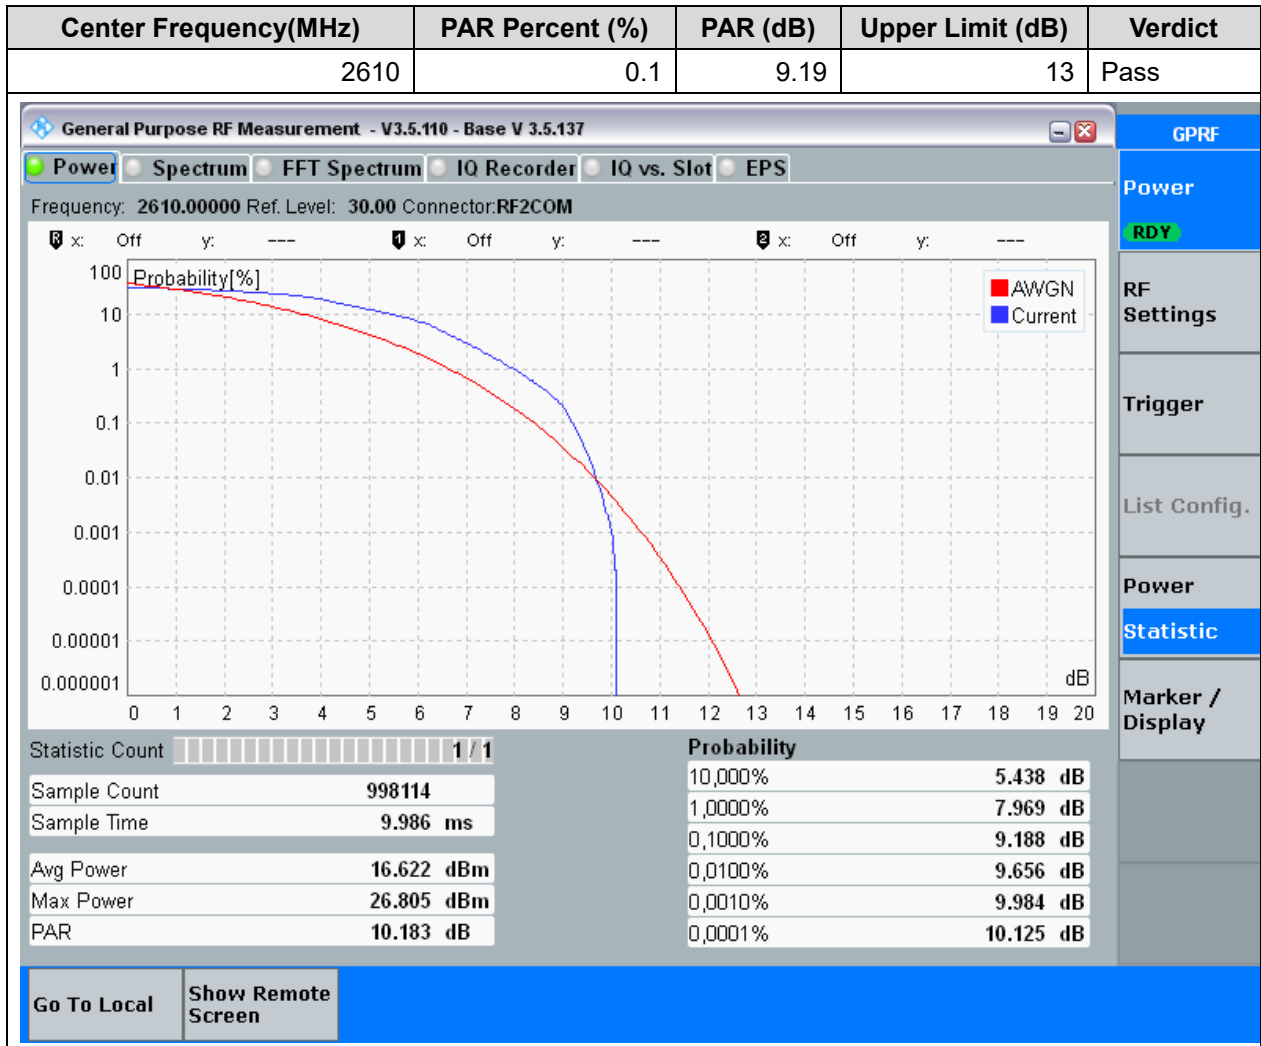 Center Frequency(MHz) PAR Percent (%) PAR (dB) Upper Limit (dB) Verdict
2610 0.1 9.19 13 Pass
General Purpose RF Measurement - V3.5.110 - Base V 3.5.137
GPRF
Power Spectrum FFT Spectrum IQ Recorder IQ vs. Slot EPS
Power
RDY
Frequency: 2610.00000 Ref. Level: 30.00 Connector:RF2COM
R x: Off y: --- 1 x: Off y: --- 2 x: Off y: ---
Probability[%]
AWGN
Current
100
10
1
0.1
0.01
0.001
0.0001
0.00001
0.000001
dB
0 1 2 3 4 5 6 7 8 9 10 11 12 13 14 15 16 17 18 19 20
RF
Settings
Trigger
List Config.
Power
Statistic
Marker /
Display
Statistic Count 1 / 1
Sample Count 998114
Sample Time 9.986 ms
Avg Power 16.622 dBm
Max Power 26.805 dBm
PAR 10.183 dB
Probability
10,000% 5.438 dB
1,0000% 7.969 dB
0,1000% 9.188 dB
0,0100% 9.656 dB
0,0010% 9.984 dB
0,0001% 10.125 dB
Go To Local
Show Remote
Screen